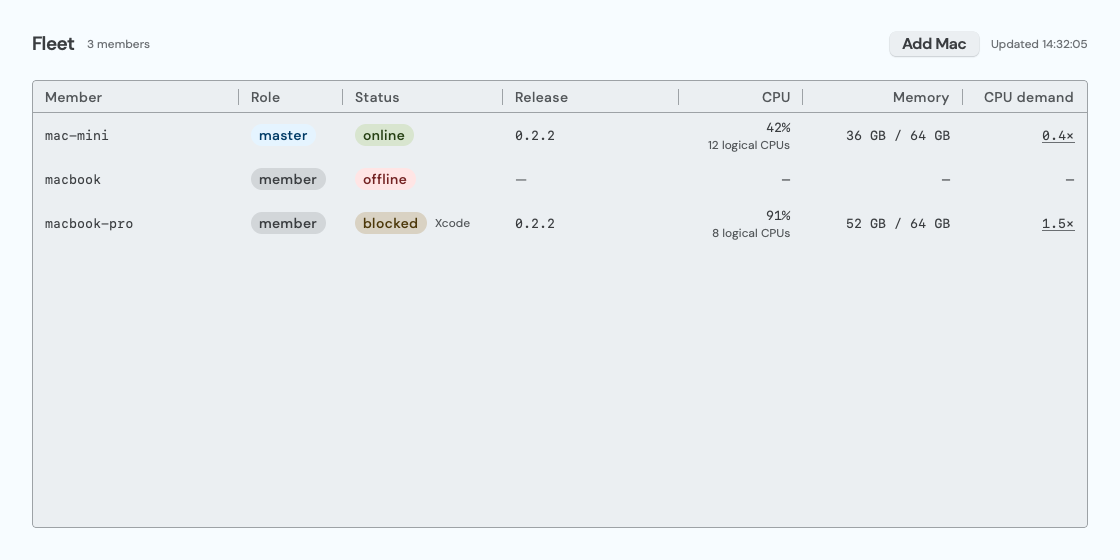 Fleet 3 members Add Mac Updated 14:32:05
Member Role Status Release CPU Memory CPU demand
mac-mini master online 0.2.2 42% 12 logical CPUs 36 GB / 64 GB 0.4×
macbook member offline — — — —
macbook-pro member blocked Xcode 0.2.2 91% 8 logical CPUs 52 GB / 64 GB 1.5×